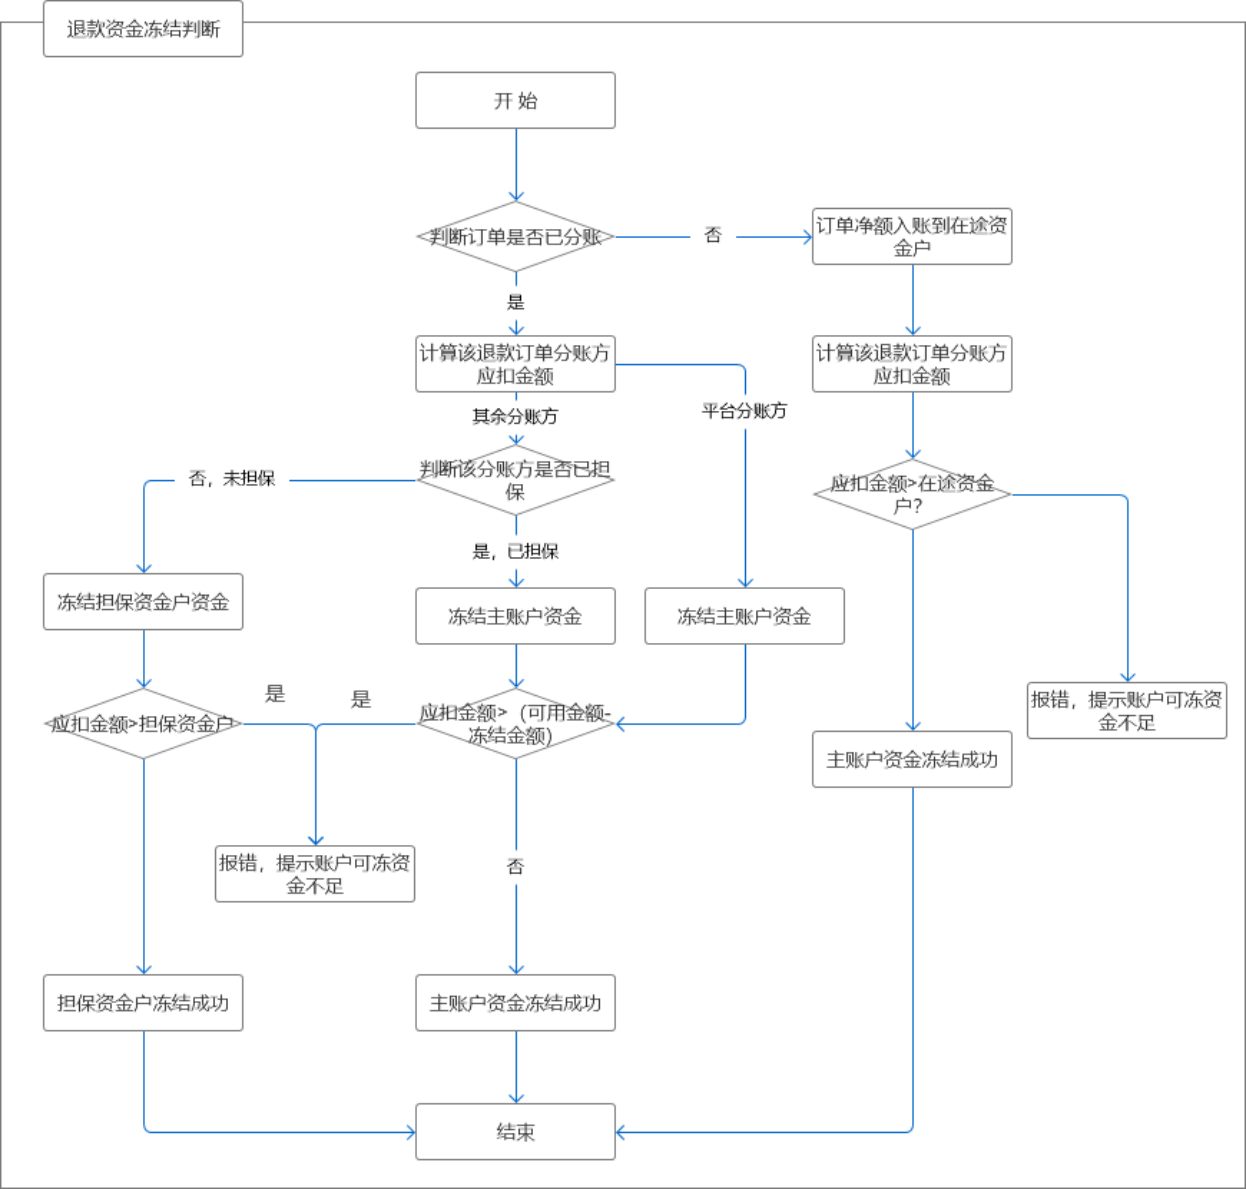 退款资金冻结判断
开 始
判断订单是否已分账
否
订单净额入账到在途资
金户
是
计算该退款订单分账方
应扣金额
计算该退款订单分账方
应扣金额
其余分账方
平台分账方
否，未担保
判断该分账方是否已担
保
应扣金额>在途资金
户？
是，已担保
冻结担保资金户资金
冻结主账户资金
冻结主账户资金
是
是
应扣金额>担保资金户
应扣金额>（可用金额-
冻结金额）
报错，提示账户可冻资
金不足
主账户资金冻结成功
报错，提示账户可冻资
金不足
否
担保资金户冻结成功
主账户资金冻结成功
结束